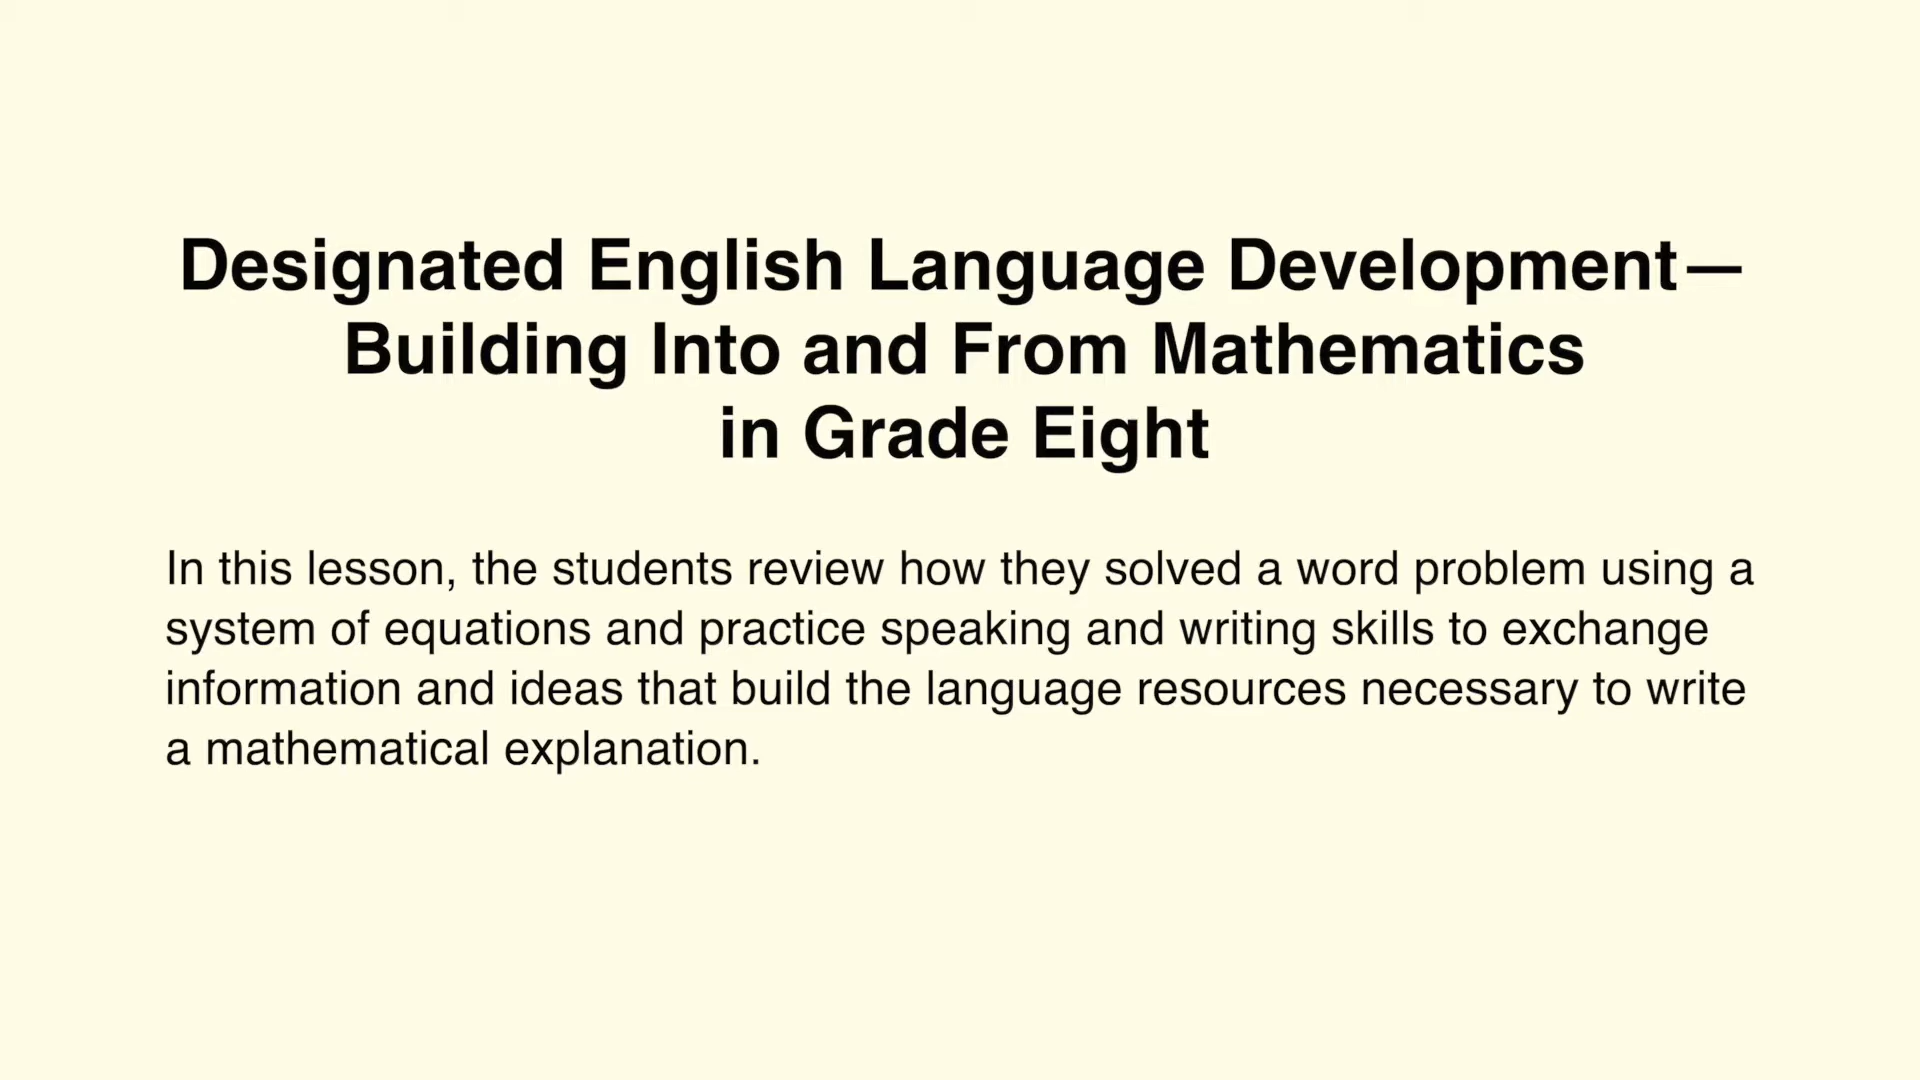 Designated English Language Development—
Building Into and From Mathematics
in Grade Eight
In this lesson, the students review how they solved a word problem using a
system of equations and practice speaking and writing skills to exchange
information and ideas that build the language resources necessary to write
a mathematical explanation.